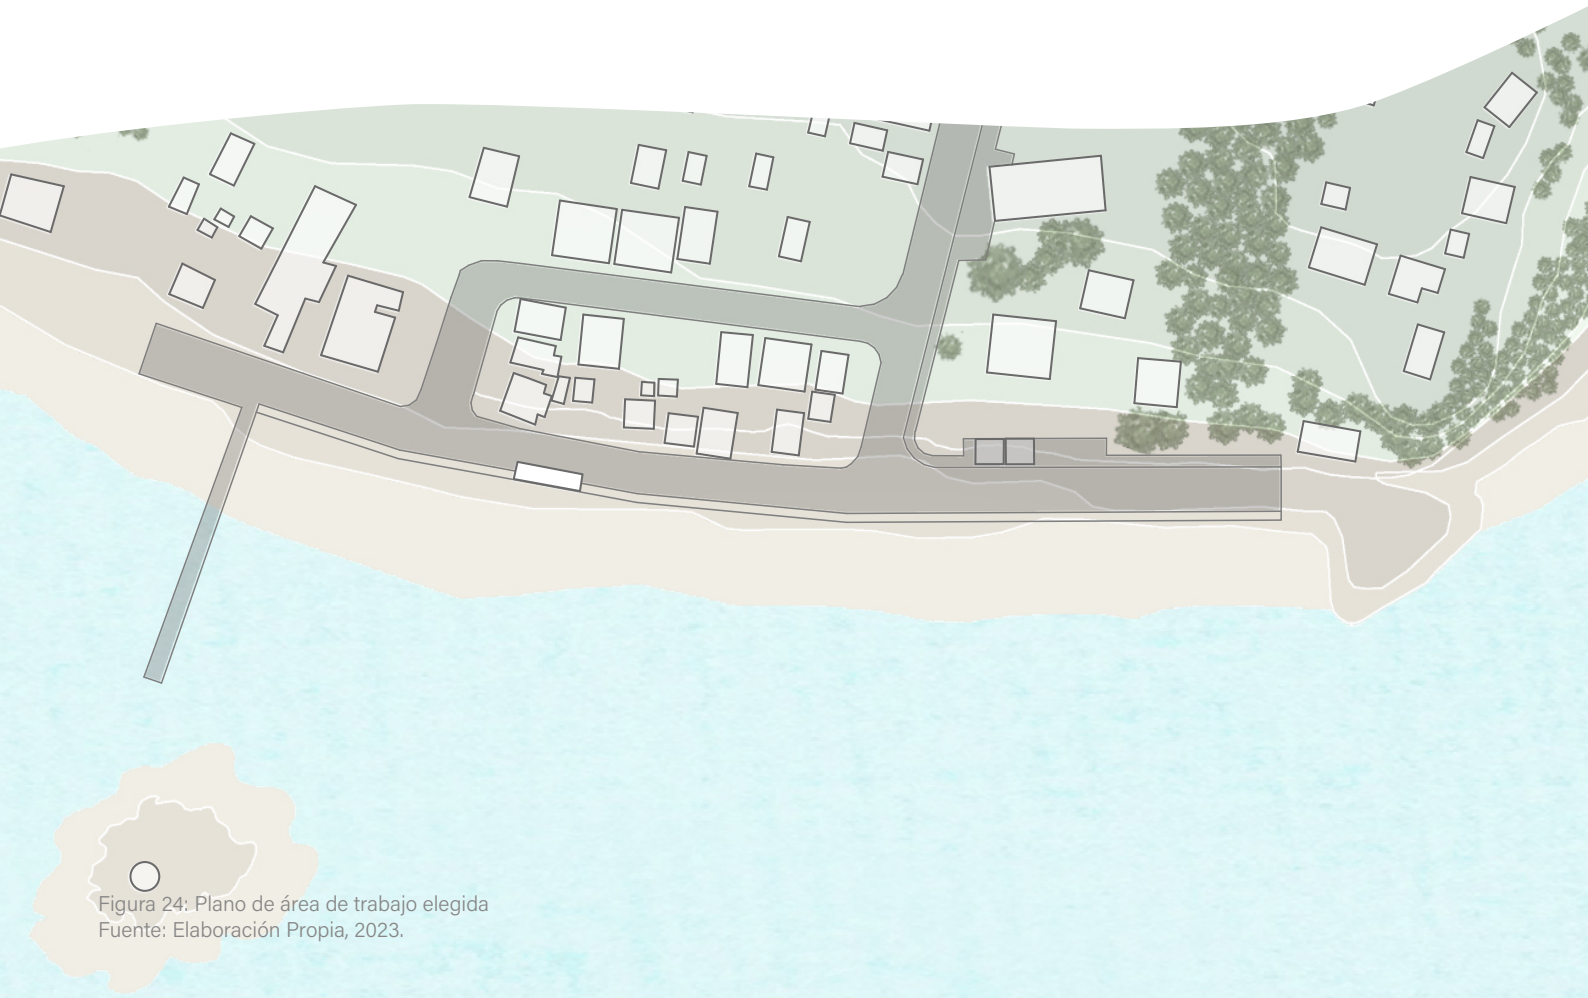 Figura 24: Plano de área de trabajo elegida
Fuente: Elaboración Propia, 2023.